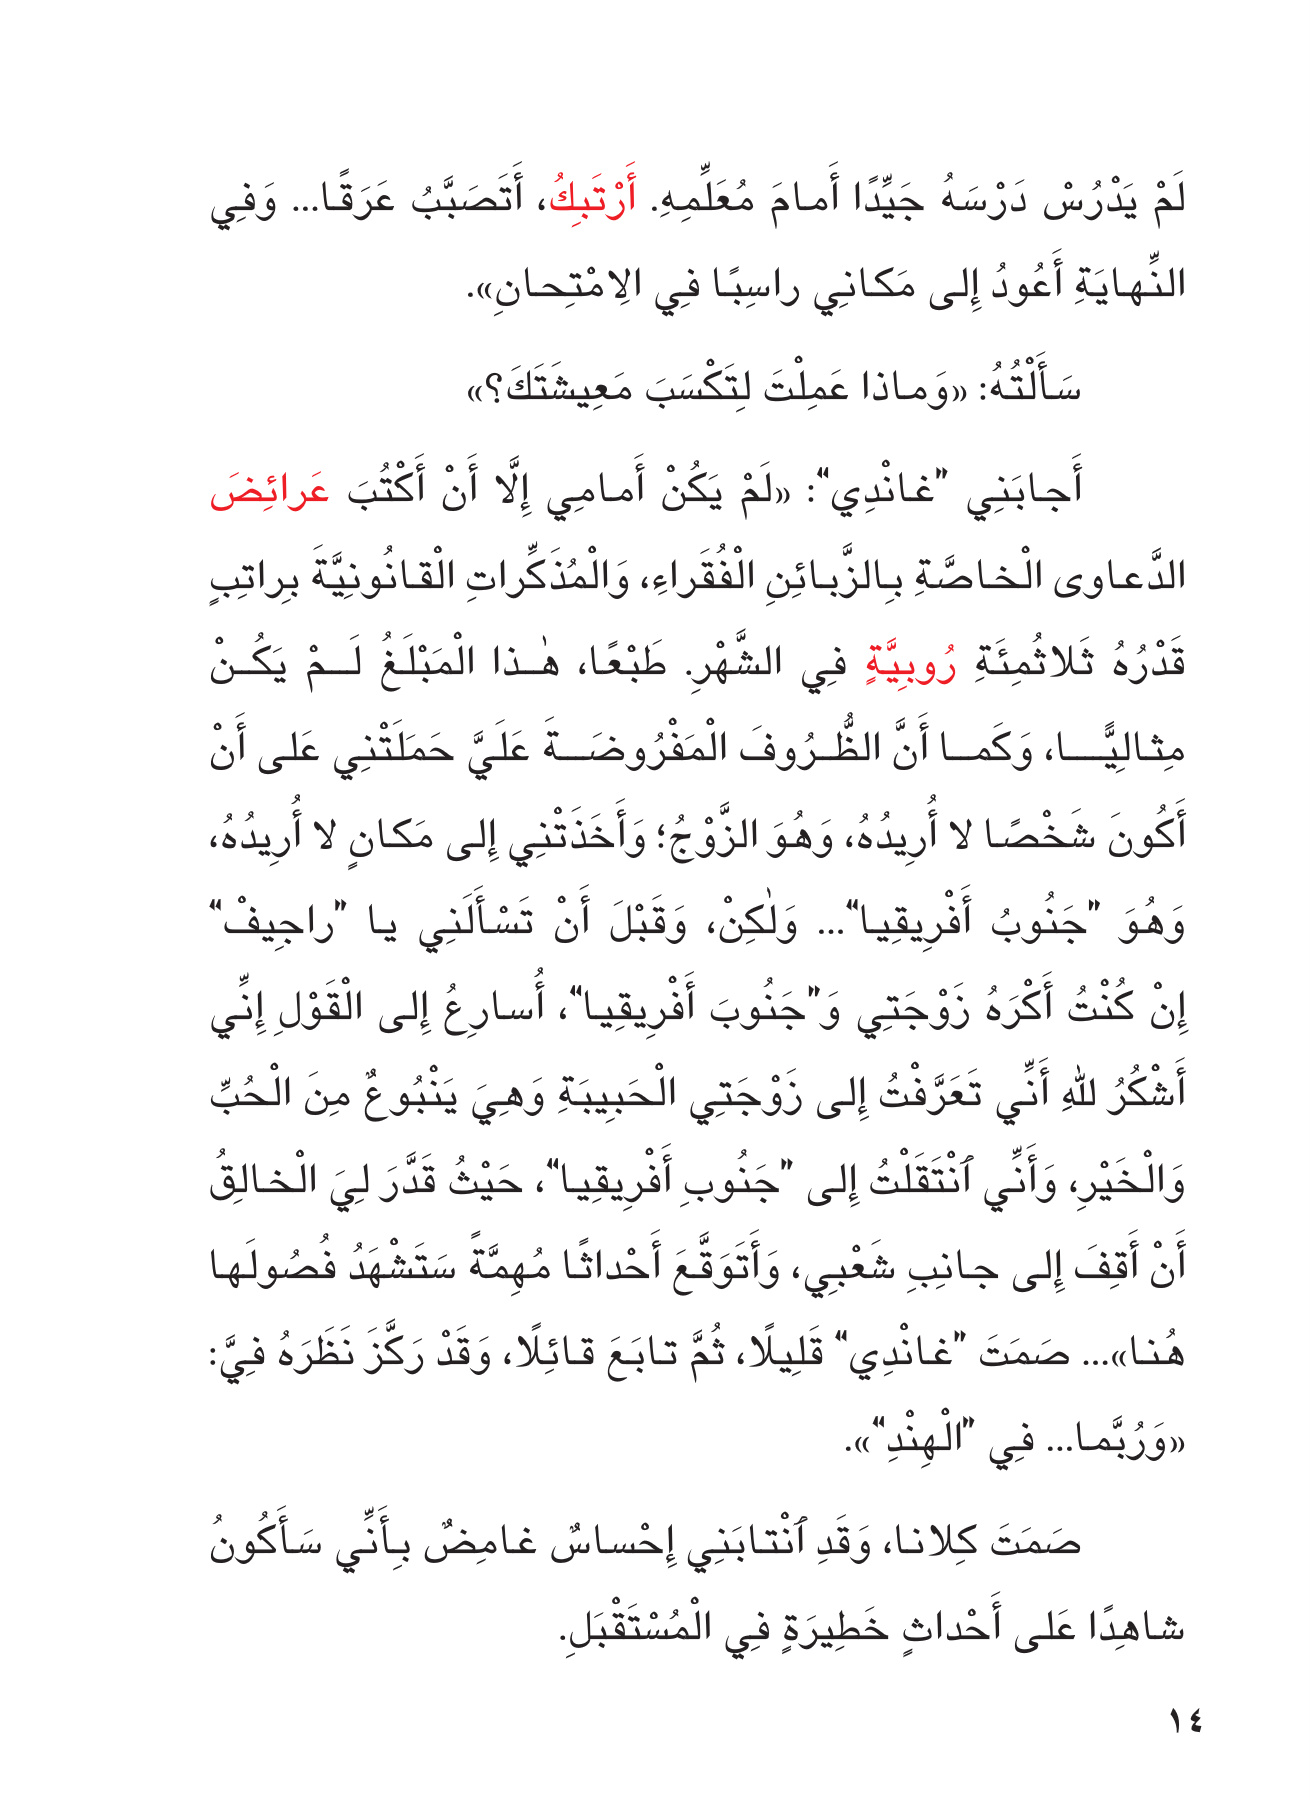 لَمْ يَدْرُسْ دَرْسَهُ جَيِّدًا أَمامَ مُعَلِّمِهِ. أَرْتَبِكُ، أَتَصَبَّبُ عَرَقًا... وَفِي
النِّهايَةِ أَعُودُ إِلى مَكاني راسِبًا فِي الِامْتِحانِ».
سَأَلْتُهُ: «وَماذا عَمِلْتَ لِتَكْسَبَ مَعِيشَتَكَ؟»
أَجابَنِي "غانْدِي": «لَمْ يَكُنْ أَمامِي إِلَّا أَنْ أَكْتُبَ عَرائِضَ
الدَّعاوى الْخاصَّةِ بِالزَّبائِنِ الْفُقَراءِ، وَالْمُذَكِّراتِ الْقانُونِيَّةَ بِراتِبٍ
قَدْرُهُ ثَلاثُمِئَةِ رُوبِيَّةٍ فِي الشَّهْرِ. طَبْعًا، هٰذا الْمَبْلَغُ لَمْ يَكُنْ
مِثالِيًّا، وَكَما أَنَّ الظُّرُوفَ الْمَفْرُوضَةَ عَلَيَّ حَمَلَتْنِي عَلى أَنْ
أَكُونَ شَخْصًا لا أُرِيدُهُ، وَهُوَ الزَّوْجُ؛ وَأَخَذَتْنِي إِلى مَكانٍ لا أُرِيدُهُ،
وَهُوَ "جَنُوبُ أَفْرِيقِيا"... وَلٰكِنْ، وَقَبْلَ أَنْ تَسْأَلَنِي يا "راجِيفْ"
إِنْ كُنْتُ أَكْرَهُ زَوْجَتِي وَ"جَنُوبَ أَفْرِيقِيا"، أُسارِعُ إِلى الْقَوْلِ إِنِّي
أَشْكُرُ للهِ أَنِّي تَعَرَّفْتُ إِلى زَوْجَتِي الْحَبِيبَةِ وَهِيَ يَنْبُوعٌ مِنَ الْحُبِّ
وَالْخَيْرِ، وَأَنِّي ٱنْتَقَلْتُ إِلى "جَنُوبِ أَفْرِيقِيا"، حَيْثُ قَدَّرَ لِيَ الْخالِقُ
أَنْ أَقِفَ إِلى جانِبِ شَعْبِي، وَأَتَوَقَّعَ أَحْداثًا مُهِمَّةً سَتَشْهَدُ فُصُولَها
هُنا»... صَمَتَ "غانْدِي" قَلِيلًا، ثُمَّ تابَعَ قائِلًا، وَقَدْ رَكَّزَ نَظَرَهُ فِيَّ:
«وَرُبَّما... فِي "الْهِنْدِ"».
صَمَتَ كِلانا، وَقَدِ ٱنْتابَنِي إِحْساسٌ غامِضٌ بِأَنِّي سَأَكُونُ
شاهِدًا عَلى أَحْداثٍ خَطِيرَةٍ فِي الْمُسْتَقْبَلِ.
١٤